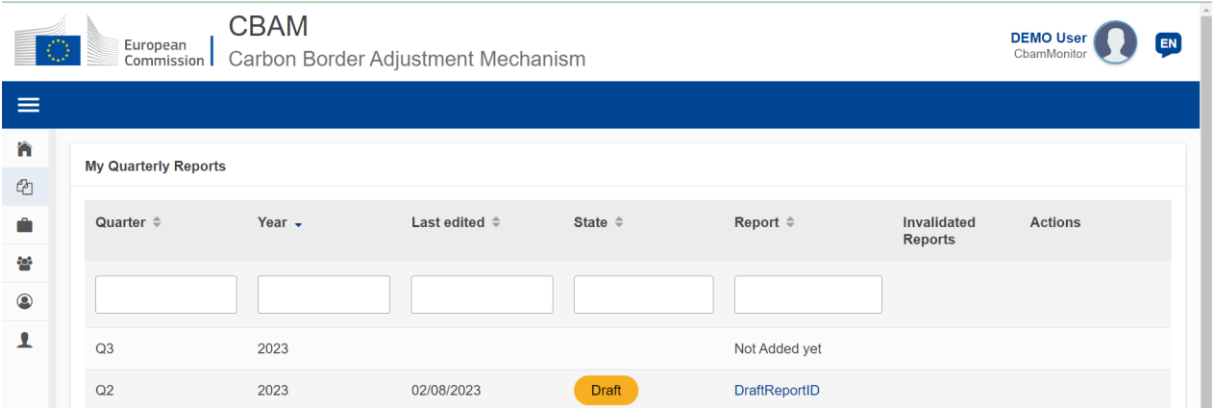 European
Commission
CBAM
Carbon Border Adjustment Mechanism
DEMO User
CbamMonitor
EN
My Quarterly Reports
Quarter Year Last edited State Report Invalidated Reports Actions
Q3 2023 Not Added yet
Q2 2023 02/08/2023 Draft DraftReportID